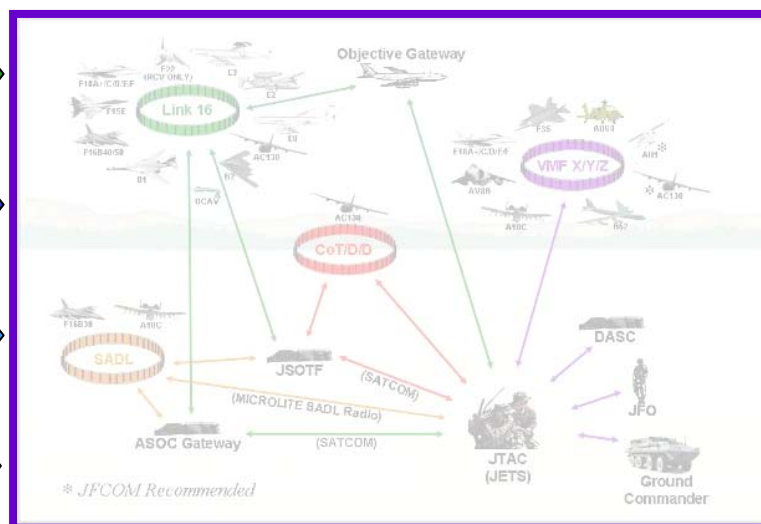 Objective Gateway
F22
(RCV ONLY)
E3
F18A+/C/D/E/F
E2
Link 16
F15E
E8
F16B40/50
AC130
B1
B2
UCAV
F35
AH64
F18A+/C/D/E/F
AH1 *
VMF X/Y/Z
* AC130
AV8B
A10C
B52
AC130
CoT/D/D
F16B30
A10C
SADL
JSOTF
DASC
(SATCOM)
(MICROLITE SADL Radio)
JFO
ASOC Gateway
(SATCOM)
JTAC
(JETS)
Ground
Commander
* JFCOM Recommended